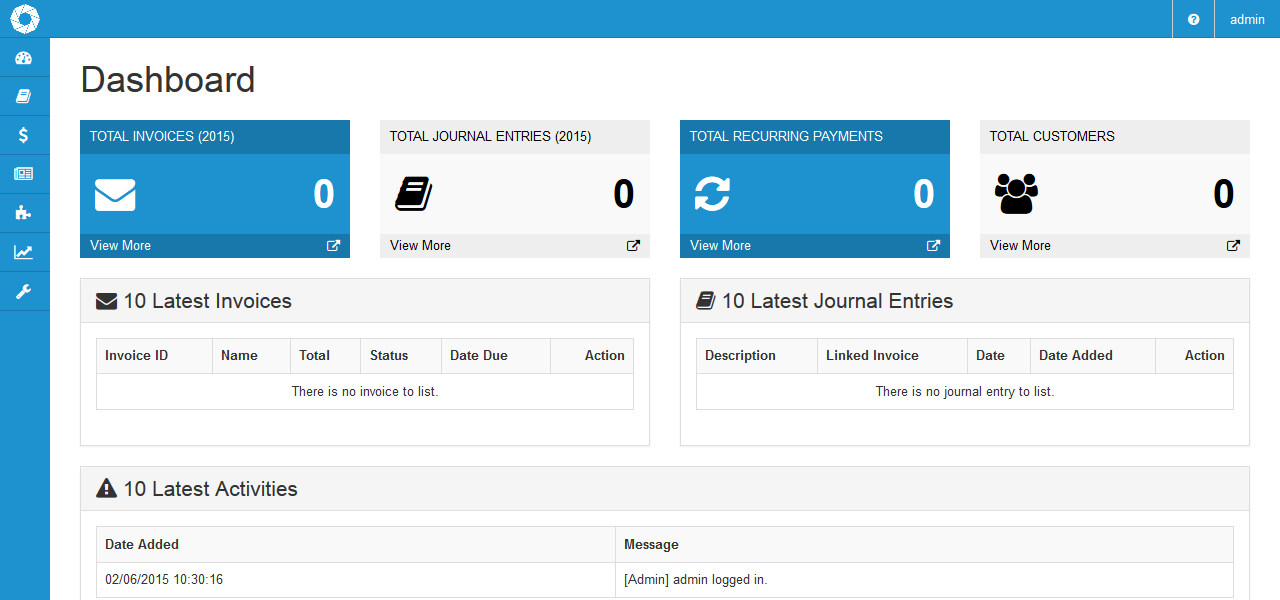 admin
Dashboard
TOTAL INVOICES (2015) TOTAL JOURNAL ENTRIES (2015) TOTAL RECURRING PAYMENTS TOTAL CUSTOMERS
0 0 0 0
View More View More View More View More
10 Latest Invoices 10 Latest Journal Entries
Invoice ID Name Total Status Date Due Action Description Linked Invoice Date Date Added Action
There is no invoice to list. There is no journal entry to list.
10 Latest Activities
Date Added Message
02/06/2015 10:30:16 [Admin] admin logged in.